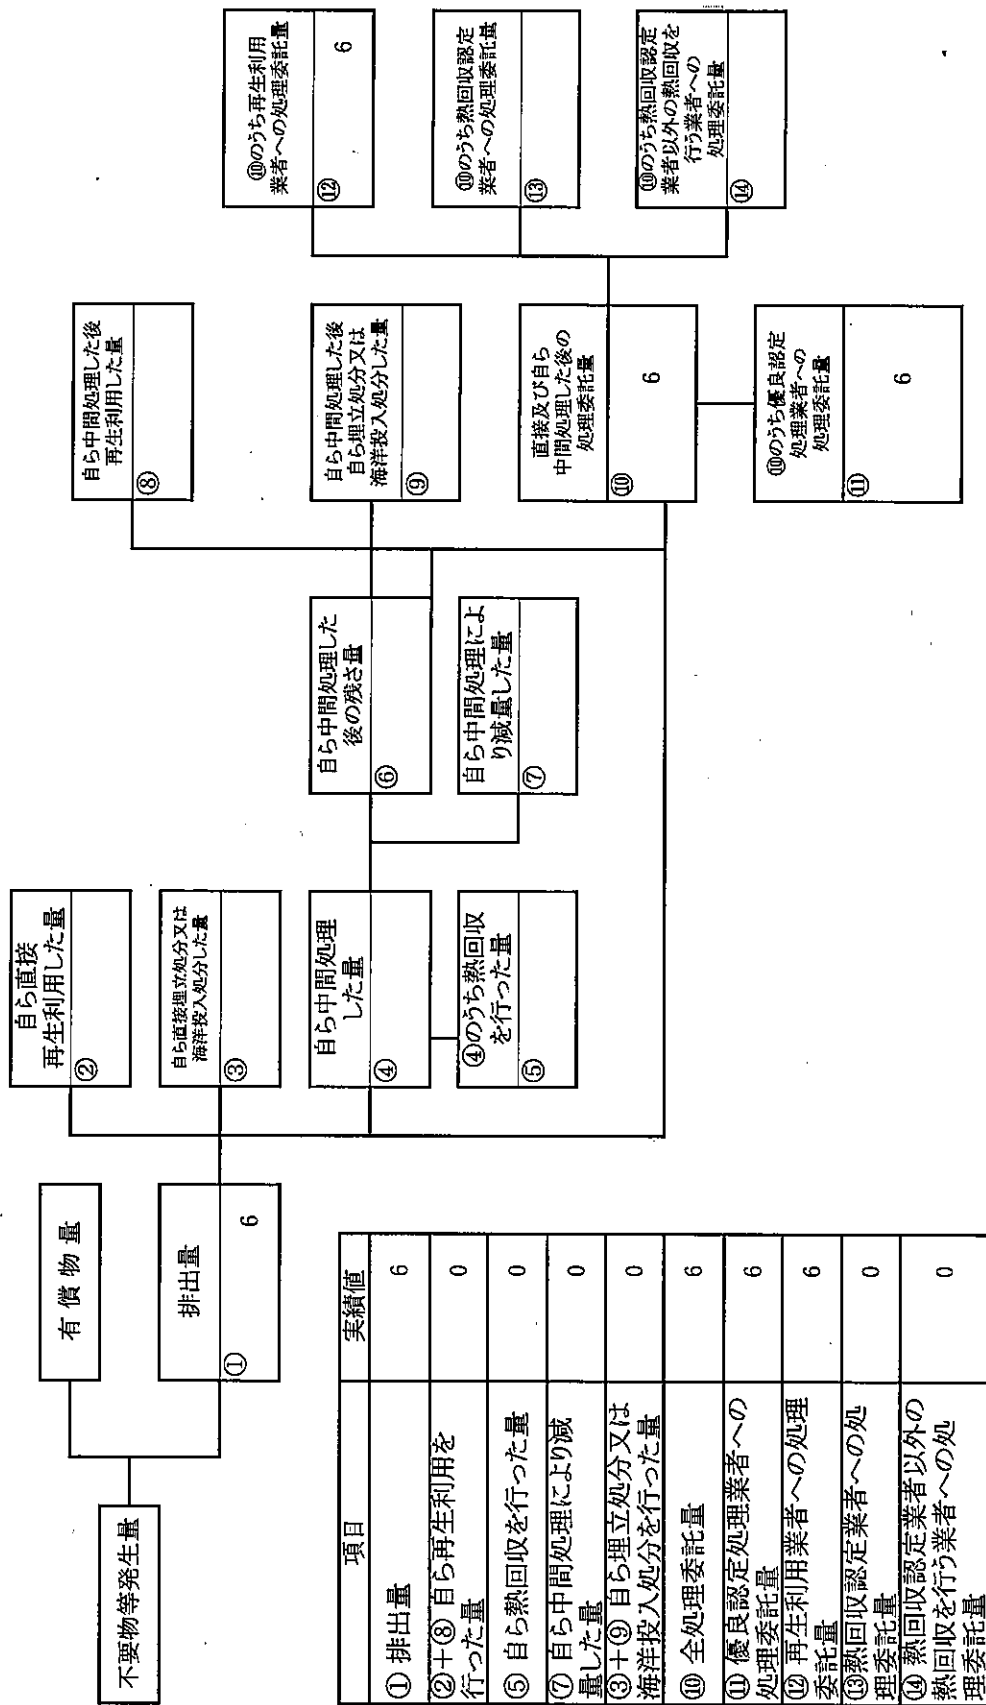 不要物等発生量
有償物量
排出量
①
6
自ら直接
再生利用した量
②
自ら直接埋立処分又は
海洋投入処分した量
③
自ら中間処理
した量
④
④のうち熱回収
を行った量
⑤
自ら中間処理した
後の残さ量
⑥
自ら中間処理によ
り減量した量
⑦
自ら中間処理した後
再生利用した量
⑧
自ら中間処理した後
自ら埋立処分又は
海洋投入処分した量
⑨
直接及び自ら
中間処理した後の
処理委託量
⑩
6
⑩のうち優良認定
処理業者への
処理委託量
⑪
6
⑩のうち再生利用
業者への処理委託量
⑫
6
⑩のうち熱回収認定
業者への処理委託量
⑬
⑩のうち熱回収認定
業者以外の熱回収を
行う業者への
処理委託量
⑭
項目 実績値
①排出量 6
②+⑧自ら再生利用を
行った量 0
⑤自ら熱回収を行った量 0
⑦自ら中間処理により減
量した量 0
③+⑨自ら埋立処分又は
海洋投入処分を行った量 0
⑩全処理委託量 6
⑪優良認定処理業者への
処理委託量 6
⑫再生利用業者への処理
委託量 6
⑬熱回収認定業者への処
理委託量 0
⑭熱回収認定業者以外の
熱回収を行う業者への処
理委託量 0